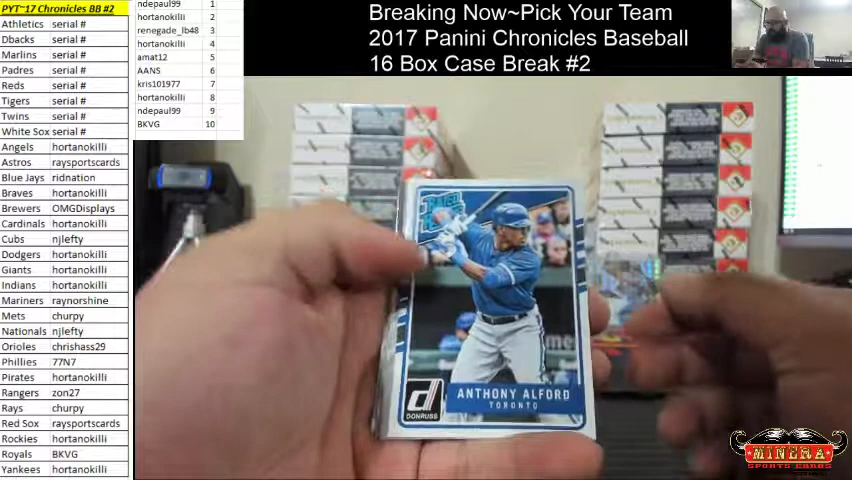 PYT~17 Chronicles BB #2
Athletics serial #
Dbacks serial #
Marlins serial #
Padres serial #
Reds serial #
Tigers serial #
Twins serial #
White Sox serial #
Angels hortanokilli
Astros raysportscards
Blue Jays ridnation
Braves hortanokilli
Brewers OMGDisplays
Cardinals hortanokilli
Cubs njlefty
Dodgers hortanokilli
Giants hortanokilli
Indians hortanokilli
Mariners raynorshine
Mets churpy
Nationals njlefty
Orioles chrishass29
Phillies 77N7
Pirates hortanokilli
Rangers zon27
Rays churpy
Red Sox raysportscards
Rockies hortanokilli
Royals BKVG
Yankees hortanokilli
ndepaul99 1
hortanokilli 2
renegade_lb48 3
hortanokilli 4
amat12 5
AANS 6
kris101977 7
hortanokilli 8
ndepaul99 9
BKVG 10
Breaking Now~Pick Your Team
2017 Panini Chronicles Baseball
16 Box Case Break #2
ANTHONY ALFORD
TORONTO
DONRUSS
MINERA
SPORTS CARDS